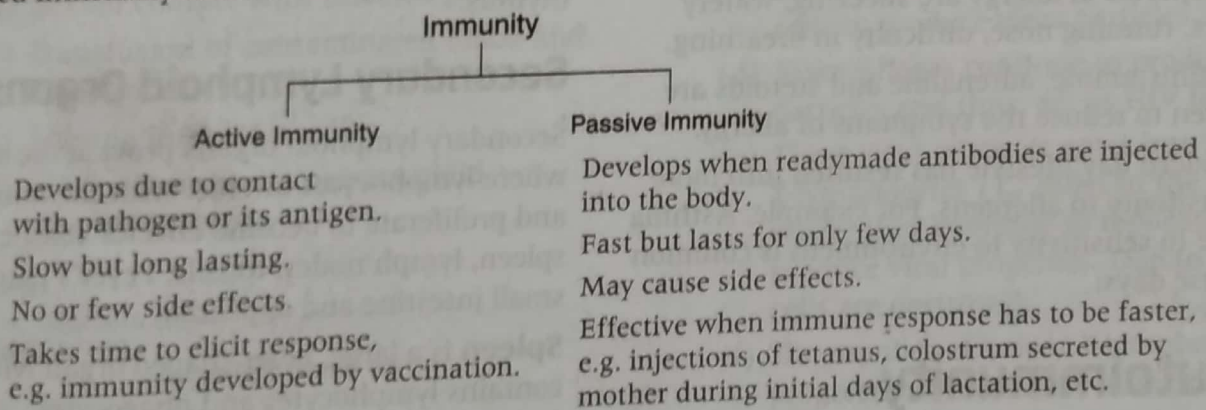 Immunity
Active Immunity
Develops due to contact
with pathogen or its antigen.
Slow but long lasting.
No or few side effects.
Takes time to elicit response,
e.g. immunity developed by vaccination.
Passive Immunity
Develops when readymade antibodies are injected
into the body.
Fast but lasts for only few days.
May cause side effects.
Effective when immune response has to be faster,
e.g. injections of tetanus, colostrum secreted by
mother during initial days of lactation, etc.